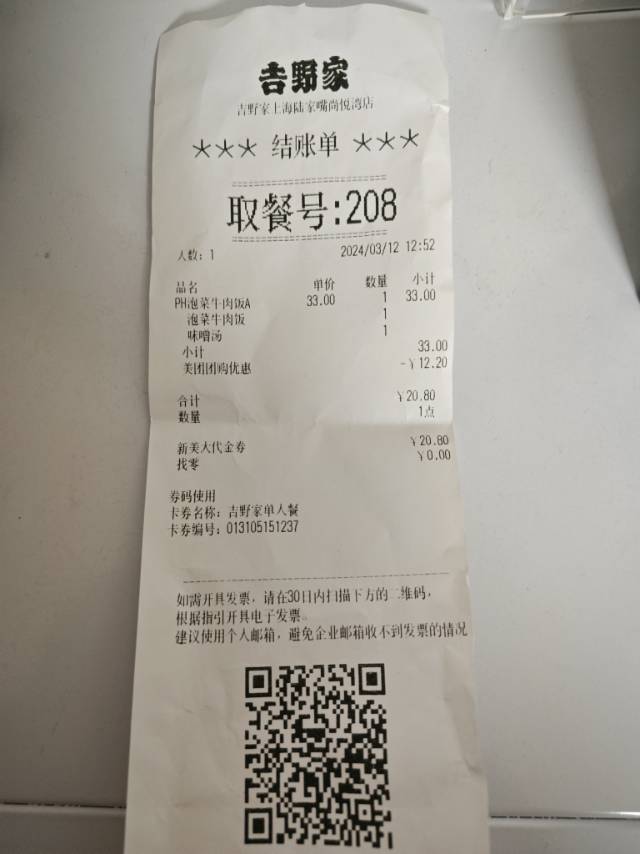 吉野家
吉野家上海陆家嘴尚悦湾店
*** 结账单 ***
取餐号:208
人数: 1 2024/03/12 12:52
品名 单价 数量 小计
PH泡菜牛肉饭A 33.00 1 33.00
泡菜牛肉饭 1
味噌汤 1
小计 33.00
美团团购优惠 -¥12.20
合计 ¥20.80
数量 1点
新美大代金券 ¥20.80
找零 ¥0.00
券码使用
卡券名称: 吉野家单人餐
卡券编号: 013105151237
如需开具发票, 请在30日内扫描下方的二维码,
根据指引开具电子发票。
建议使用个人邮箱, 避免企业邮箱收不到发票的情况